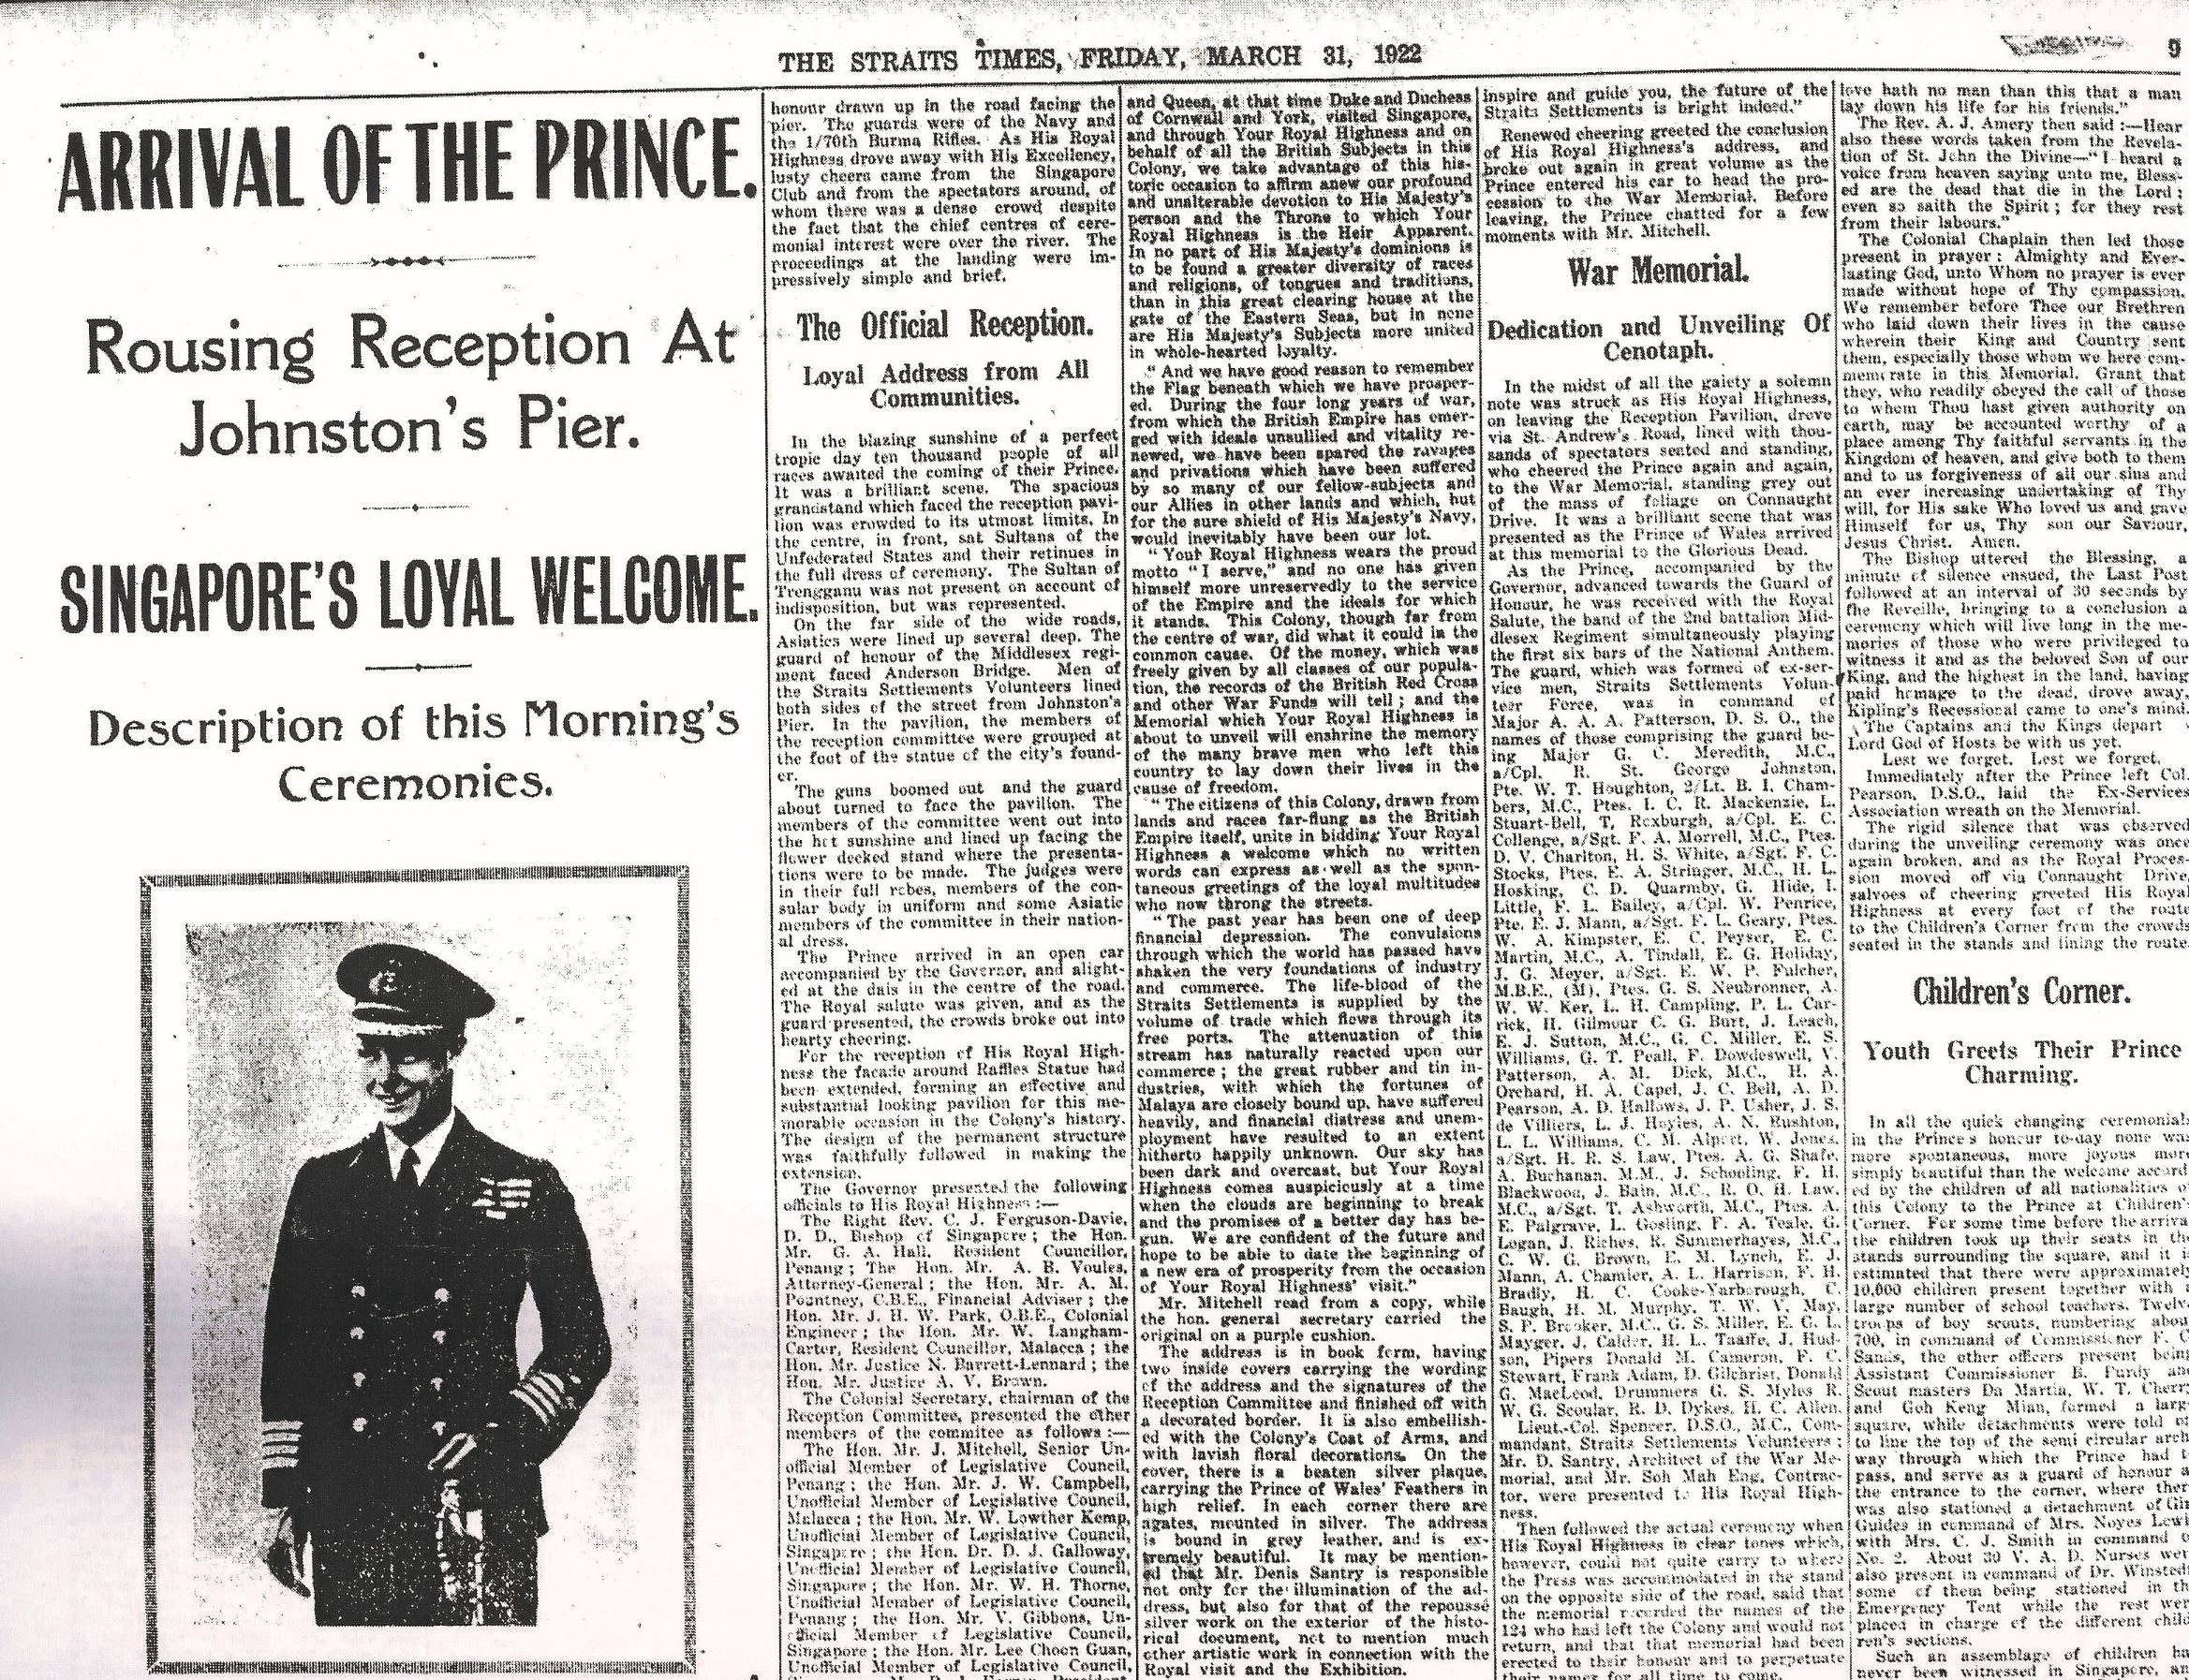 THE STRAITS TIMES, FRIDAY, MARCH 31, 1922
9
ARRIVAL OF THE PRINCE.
Rousing Reception At
Johnston's Pier.
SINGAPORE'S LOYAL WELCOME.
Description of this Morning's
Ceremonies.
honour drawn up in the road facing the
pier. The guards were of the Navy and
the 1/70th Burma Rifles. As His Royal
Highness drove away with His Excellency,
lusty cheers came from the Singapore
Club and from the spectators around, of
whom there was a dense crowd despite
the fact that the chief centres of cere-
monial interest were over the river. The
proceedings at the landing were im-
pressively simple and brief.
The Official Reception.
Loyal Address from All
Communities.
In the blazing sunshine of a perfect
tropic day ten thousand people of all
races awaited the coming of their Prince.
It was a brilliant scene. The spacious
grandstand which faced the reception pavi-
lion was crowded to its utmost limits. In
the centre, in front, sat Sultans of the
Unfederated States and their retinues in
the full dress of ceremony. The Sultan of
Trengganu was not present on account of
indisposition, but was represented.
On the far side of the wide roads,
Asiatics were lined up several deep. The
guard of honour of the Middlesex regi-
ment faced Anderson Bridge. Men of
the Straits Settlements Volunteers lined
both sides of the street from Johnston's
Pier. In the pavilion, the members of
the reception committee were grouped at
the foot of the statue of the city's found-
er.
The guns boomed out and the guard
about turned to face the pavilion. The
members of the committee went out into
the hot sunshine and lined up facing the
flower decked stand where the presenta-
tions were to be made. The judges were
in their full robes, members of the con-
sular body in uniform and some Asiatic
members of the committee in their nation-
al dress.
The Prince arrived in an open car
accompanied by the Governor, and alight-
ed at the dais in the centre of the road.
The Royal salute was given, and as the
guard presented, the crowds broke out into
hearty cheering.
For the reception of His Royal High-
ness the facade around Raffles Statue had
been extended, forming an effective and
substantial looking pavilion for this me-
morable occasion in the Colony's history.
The design of the permanent structure
was faithfully followed in making the
extension.
The Governor presented the following
officials to His Royal Highness :—
The Right Rev. C. J. Ferguson-Davie,
D. D., Bishop of Singapore; the Hon.
Mr. G. A. Hall, Resident Councillor,
Penang; The Hon. Mr. A. B. Voules,
Attorney-General; the Hon. Mr. A. M.
Pountney, C.B.E., Financial Adviser; the
Hon. Mr. J. H. W. Park, O.B.E., Colonial
Engineer; the Hon. Mr. W. Langham-
Carter, Resident Councillor, Malacca; the
Hon. Mr. Justice N. Barrett-Lennard; the
Hon. Mr. Justice A. V. Brown.
The Colonial Secretary, chairman of the
Reception Committee, presented the other
members of the commitee as follows :—
The Hon. Mr. J. Mitchell, Senior Un-
official Member of Legislative Council,
Penang; the Hon. Mr. J. W. Campbell,
Unofficial Member of Legislative Council,
Malacca; the Hon. Mr. W. Lowther Kemp,
Unofficial Member of Legislative Council,
Singapore; the Hon. Dr. D. J. Galloway,
Unofficial Member of Legislative Council,
Singapore; the Hon. Mr. W. H. Thorne,
Unofficial Member of Legislative Council,
Penang; the Hon. Mr. V. Gibbons, Un-
official Member of Legislative Council,
Singapore; the Hon. Mr. Lee Choon Guan,
Unofficial Member of Legislative Council,
and Queen, at that time Duke and Duchess
of Cornwall and York, visited Singapore,
and through Your Royal Highness and on
behalf of all the British Subjects in this
Colony, we take advantage of this his-
toric occasion to affirm anew our profound
and unalterable devotion to His Majesty's
person and the Throne to which Your
Royal Highness is the Heir Apparent.
In no part of His Majesty's dominions is
to be found a greater diversity of races
and religions, of tongues and traditions,
than in this great clearing house at the
gate of the Eastern Seas, but in none
are His Majesty's Subjects more united
in whole-hearted loyalty.
"And we have good reason to remember
the Flag beneath which we have prosper-
ed. During the four long years of war,
from which the British Empire has emer-
ged with ideals unsullied and vitality re-
newed, we have been spared the ravages
and privations which have been suffered
by so many of our fellow-subjects and
our Allies in other lands and which, but
for the sure shield of His Majesty's Navy,
would inevitably have been our lot.
"Your Royal Highness wears the proud
motto "I serve," and no one has given
himself more unreservedly to the service
of the Empire and the ideals for which
it stands. This Colony, though far from
the centre of war, did what it could in the
common cause. Of the money, which was
freely given by all classes of our popula-
tion, the records of the British Red Cross
and other War Funds will tell; and the
Memorial which Your Royal Highness is
about to unveil will enshrine the memory
of the many brave men who left this
country to lay down their lives in the
cause of freedom.
"The citizens of this Colony, drawn from
lands and races far-flung as the British
Empire itself, unite in bidding Your Royal
Highness a welcome which no written
words can express as well as the spon-
taneous greetings of the loyal multitudes
who now throng the streets.
"The past year has been one of deep
financial depression. The convulsions
through which the world has passed have
shaken the very foundations of industry
and commerce. The life-blood of the
Straits Settlements is supplied by the
volume of trade which flows through its
free ports. The attenuation of this
stream has naturally reacted upon our
commerce; the great rubber and tin in-
dustries, with which the fortunes of
Malaya are closely bound up, have suffered
heavily, and financial distress and unem-
ployment have resulted to an extent
hitherto happily unknown. Our sky has
been dark and overcast, but Your Royal
Highness comes auspiciously at a time
when the clouds are beginning to break
and the promises of a better day has be-
gun. We are confident of the future and
hope to be able to date the beginning of
a new era of prosperity from the occasion
of Your Royal Highness' visit."
Mr. Mitchell read from a copy, while
the hon. general secretary carried the
original on a purple cushion.
The address is in book form, having
two inside covers carrying the wording
of the address and the signatures of the
Reception Committee and finished off with
a decorated border. It is also embellish-
ed with the Colony's Coat of Arms, and
with lavish floral decorations. On the
cover, there is a beaten silver plaque,
carrying the Prince of Wales' Feathers in
high relief. In each corner there are
agates, mounted in silver. The address
is bound in grey leather, and is ex-
tremely beautiful. It may be mention-
ed that Mr. Denis Santry is responsible
not only for the illumination of the ad-
dress, but also for that of the repoussé
silver work on the exterior of the histo-
rical document, not to mention much
other artistic work in connection with the
Royal visit and the Exhibition.
inspire and guide you, the future of the
Straits Settlements is bright indeed."
Renewed cheering greeted the conclusion
of His Royal Highness's address, and
broke out again in great volume as the
Prince entered his car to head the pro-
cession to the War Memorial. Before
leaving, the Prince chatted for a few
moments with Mr. Mitchell.
War Memorial.
Dedication and Unveiling Of
Cenotaph.
In the midst of all the gaiety a solemn
note was struck as His Royal Highness,
on leaving the Reception Pavilion, drove
via St. Andrew's Road, lined with thou-
sands of spectators seated and standing,
who cheered the Prince again and again,
to the War Memorial, standing grey out
of the mass of foliage on Connaught
Drive. It was a brilliant scene that was
presented as the Prince of Wales arrived
at this memorial to the Glorious Dead.
As the Prince, accompanied by the
Governor, advanced towards the Guard of
Honour, he was received with the Royal
Salute, the band of the 2nd battalion Mid-
dlesex Regiment simultaneously playing
the first six bars of the National Anthem.
The guard, which was formed of ex-ser-
vice men, Straits Settlements Volun-
teer Force, was in command of
Major A. A. A. Patterson, D. S. O., the
names of those comprising the guard be-
ing Major G. C. Meredith, M.C.,
a/Cpl. R. St. George Johnston,
Pte. W. T. Houghton, 2/Lt. B. I. Cham-
bers, M.C., Ptes. I. C. R. Mackenzie, L.
Stuart-Bell, T. Roxburgh, a/Cpl. E. C.
Collenge, a/Sgt. F. A. Morrell, M.C., Ptes.
D. V. Charlton, H. S. White, a/Sgt. F. C.
Stocks, Ptes. E. A. Stringer, M.C., H. L.
Hosking, C. D. Quarmby, G. Hide, I.
Little, F. L. Bailey, a/Cpl. W. Penrice,
Pte. E. J. Mann, a/Sgt. F. L. Geary, Ptes.
W. A. Kimpster, E. C. Peyser, E. C.
Martin, M.C., A. Tindall, E. G. Holiday,
J. G. Meyer, a/Sgt. E. W. P. Fulcher,
M.B.E., (M), Ptes. G. S. Neubronner, A.
W. W. Ker, L. H. Campling, P. L. Car-
rick, H. Gilmour C. G. Burt, J. Leach,
E. J. Sutton, M.C., G. C. Miller, E. S.
Williams, G. T. Peall, F. Dowdeswell, V.
Patterson, A. M. Dick, M.C., H. A.
Orchard, H. A. Capel, J. C. Bell, A. D.
Pearson, A. D. Hallows, J. P. Usher, J. S.
de Villiers, L. J. Hoyles, A. N. Rushton,
L. L. Williams, C. M. Alport, W. Jones,
a/Sgt. H. R. S. Law, Ptes. A. G. Shafe,
A. Buchanan, M.M., J. Schooling, F. H.
Blackwood, J. Bain, M.C., R. O. H. Law,
M.C., a/Sgt. T. Ashworth, M.C., Ptes. A.
E. Palgrave, L. Gosling, F. A. Teale, G.
Logan, J. Riches, R. Summerhayes, M.C.,
C. W. G. Brown, E. M. Lynch, E. J.
Mann, A. Chamier, A. L. Harrison, F. H.
Bradly, H. C. Cooke-Yarborough, C.
Baugh, H. M. Murphy, T. W. V. May,
S. P. Brooker, M.C., G. S. Miller, E. G. L.
Mayger, J. Calder, H. L. Taaffe, J. Hud-
son, Pipers Donald M. Cameron, F. C.
Stewart, Frank Adam, D. Gilchrist, Donald
G. MacLeod, Drummers G. S. Myles R.
W. G. Scoular, R. D. Dykes, H. C. Allen.
Lieut.-Col. Spencer, D.S.O., M.C., Com-
mandant, Straits Settlements Volunteers;
Mr. D. Santry, Architect of the War Me-
morial, and Mr. Soh Mah Eng, Contrac-
tor, were presented to His Royal High-
ness.
Then followed the actual ceremony when
His Royal Highness in clear tones which,
however, could not quite carry to where
the Press was accommodated in the stand
on the opposite side of the road, said that
the memorial recorded the names of the
124 who had left the Colony and would not
return, and that that memorial had been
erected to their honour and to perpetuate
their names for all time to come.
love hath no man than this that a man
lay down his life for his friends."
The Rev. A. J. Amery then said :—Hear
also these words taken from the Revela-
tion of St. John the Divine—"I heard a
voice from heaven saying unto me, Bless-
ed are the dead that die in the Lord;
even so saith the Spirit; for they rest
from their labours."
The Colonial Chaplain then led those
present in prayer: Almighty and Ever-
lasting God, unto Whom no prayer is ever
made without hope of Thy compassion.
We remember before Thee our Brethren
who laid down their lives in the cause
wherein their King and Country sent
them, especially those whom we here com-
memorate in this Memorial. Grant that
they, who readily obeyed the call of those
to whom Thou hast given authority on
earth, may be accounted worthy of a
place among Thy faithful servants in the
Kingdom of heaven, and give both to them
and to us forgiveness of all our sins and
an ever increasing undertaking of Thy
will, for His sake Who loved us and gave
Himself for us, Thy son our Saviour,
Jesus Christ. Amen.
The Bishop uttered the Blessing, a
minute of silence ensued, the Last Post
followed at an interval of 30 seconds by
the Reveille, bringing to a conclusion a
ceremony which will live long in the me-
mories of those who were privileged to
witness it and as the beloved Son of our
King, and the highest in the land, having
paid homage to the dead, drove away,
Kipling's Recessional came to one's mind.
The Captains and the Kings depart
Lord God of Hosts be with us yet.
Lest we forget. Lest we forget.
Immediately after the Prince left Col.
Pearson, D.S.O., laid the Ex-Services
Association wreath on the Memorial.
The rigid silence that was observed
during the unveiling ceremony was once
again broken, and as the Royal Proces-
sion moved off via Connaught Drive,
salvoes of cheering greeted His Royal
Highness at every foot of the route
to the Children's Corner from the crowds
seated in the stands and lining the route.
Children's Corner.
Youth Greets Their Prince
Charming.
In all the quick changing ceremonials
in the Prince's honour to-day none was
more spontaneous, more joyous more
simply beautiful than the welcome accord
ed by the children of all nationalities of
this Colony to the Prince at Children's
Corner. For some time before the arrival
the children took up their seats in the
stands surrounding the square, and it is
estimated that there were approximately
10,000 children present together with a
large number of school teachers. Twelve
troops of boy scouts, numbering about
700, in command of Commissioner F. C.
Sands, the other officers present being
Assistant Commissioner B. Purdy and
Scout masters Da Martin, W. T. Cherry
and Goh Keng Mian, formed a large
square, while detachments were told off
to line the top of the semi circular arch
way through which the Prince had to
pass, and serve as a guard of honour at
the entrance to the corner, where there
was also stationed a detachment of Girl
Guides in command of Mrs. Noyes Lewis
with Mrs. C. J. Smith in command of
No. 2. About 30 V. A. D. Nurses were
also present in command of Dr. Winstedt
some of them being stationed in the
Emergency Tent while the rest were
placed in charge of the different child
ren's sections.
Such an assemblage of children has
never been witnessed in Singapore, and